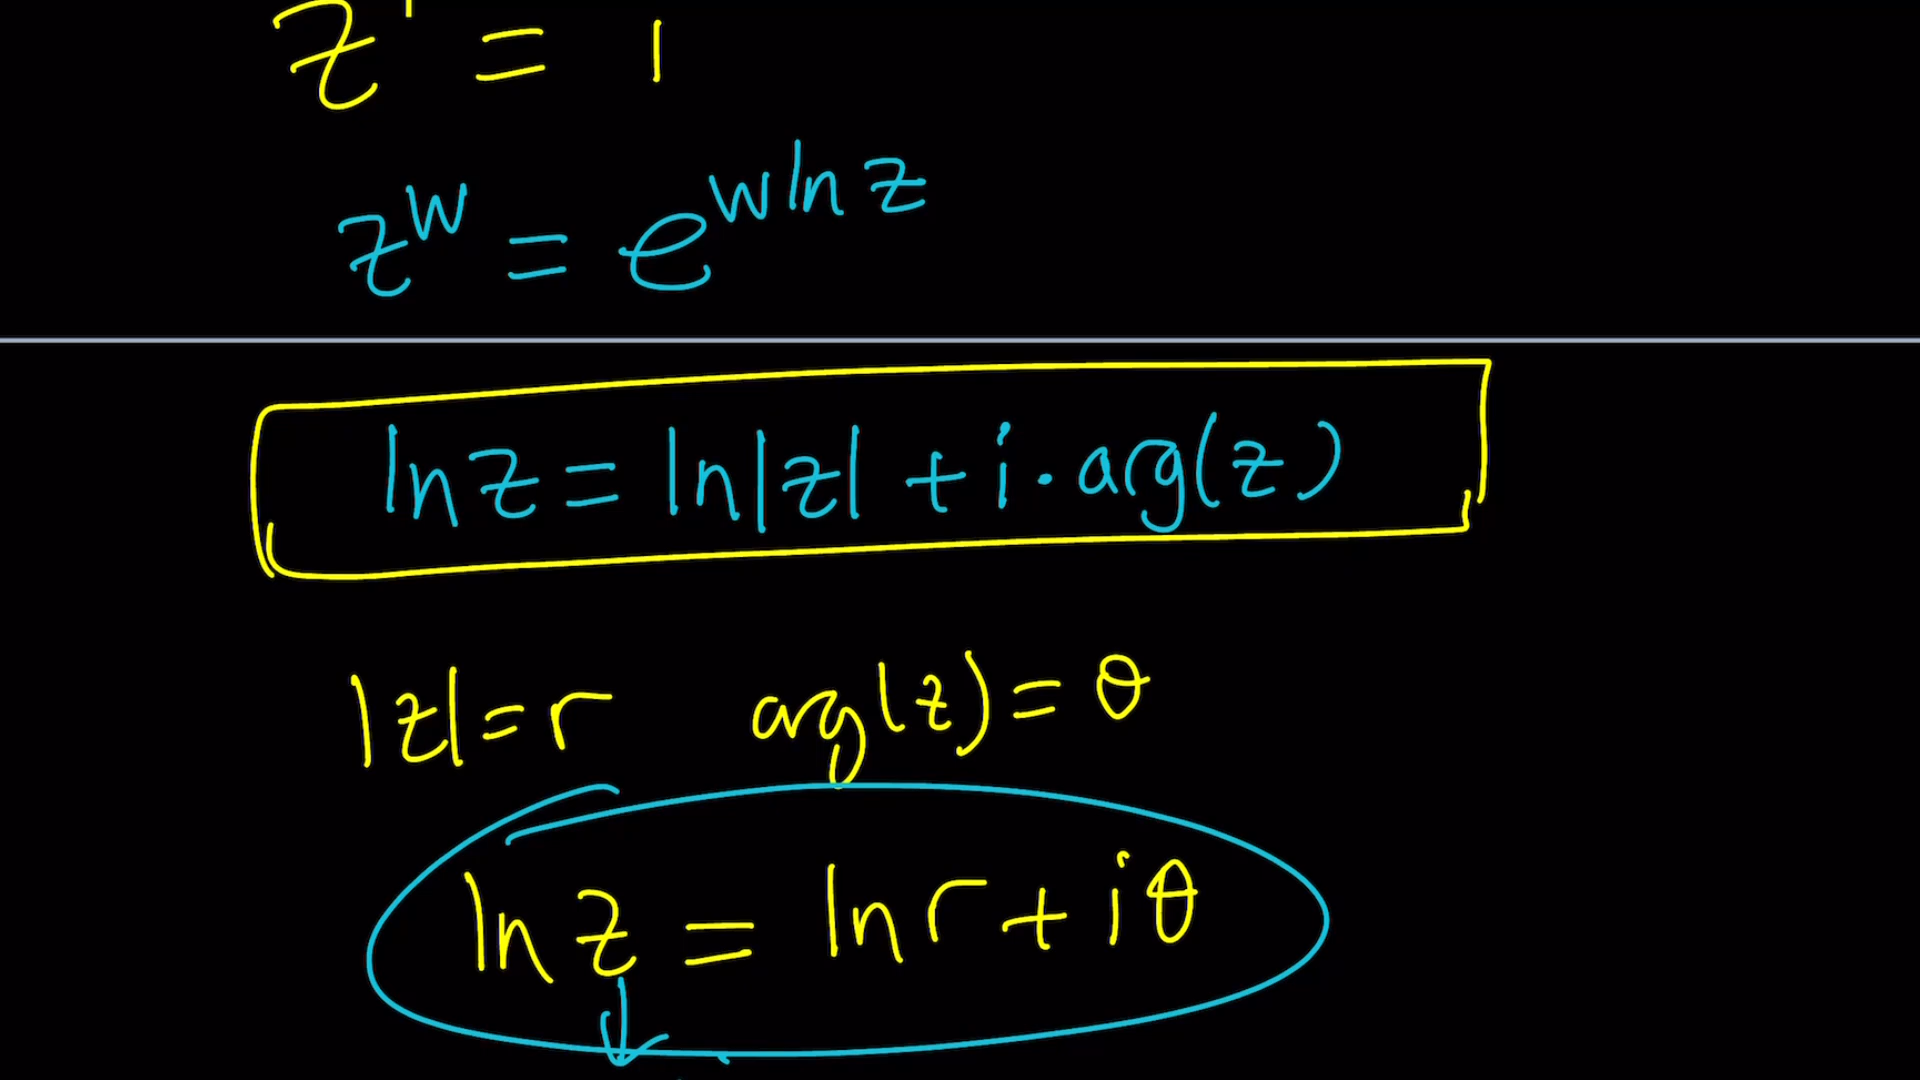 z = 1
z^w = e^{w ln z}
ln z = ln|z| + i · arg(z)
|z| = r    arg(z) = θ
ln z = ln r + iθ